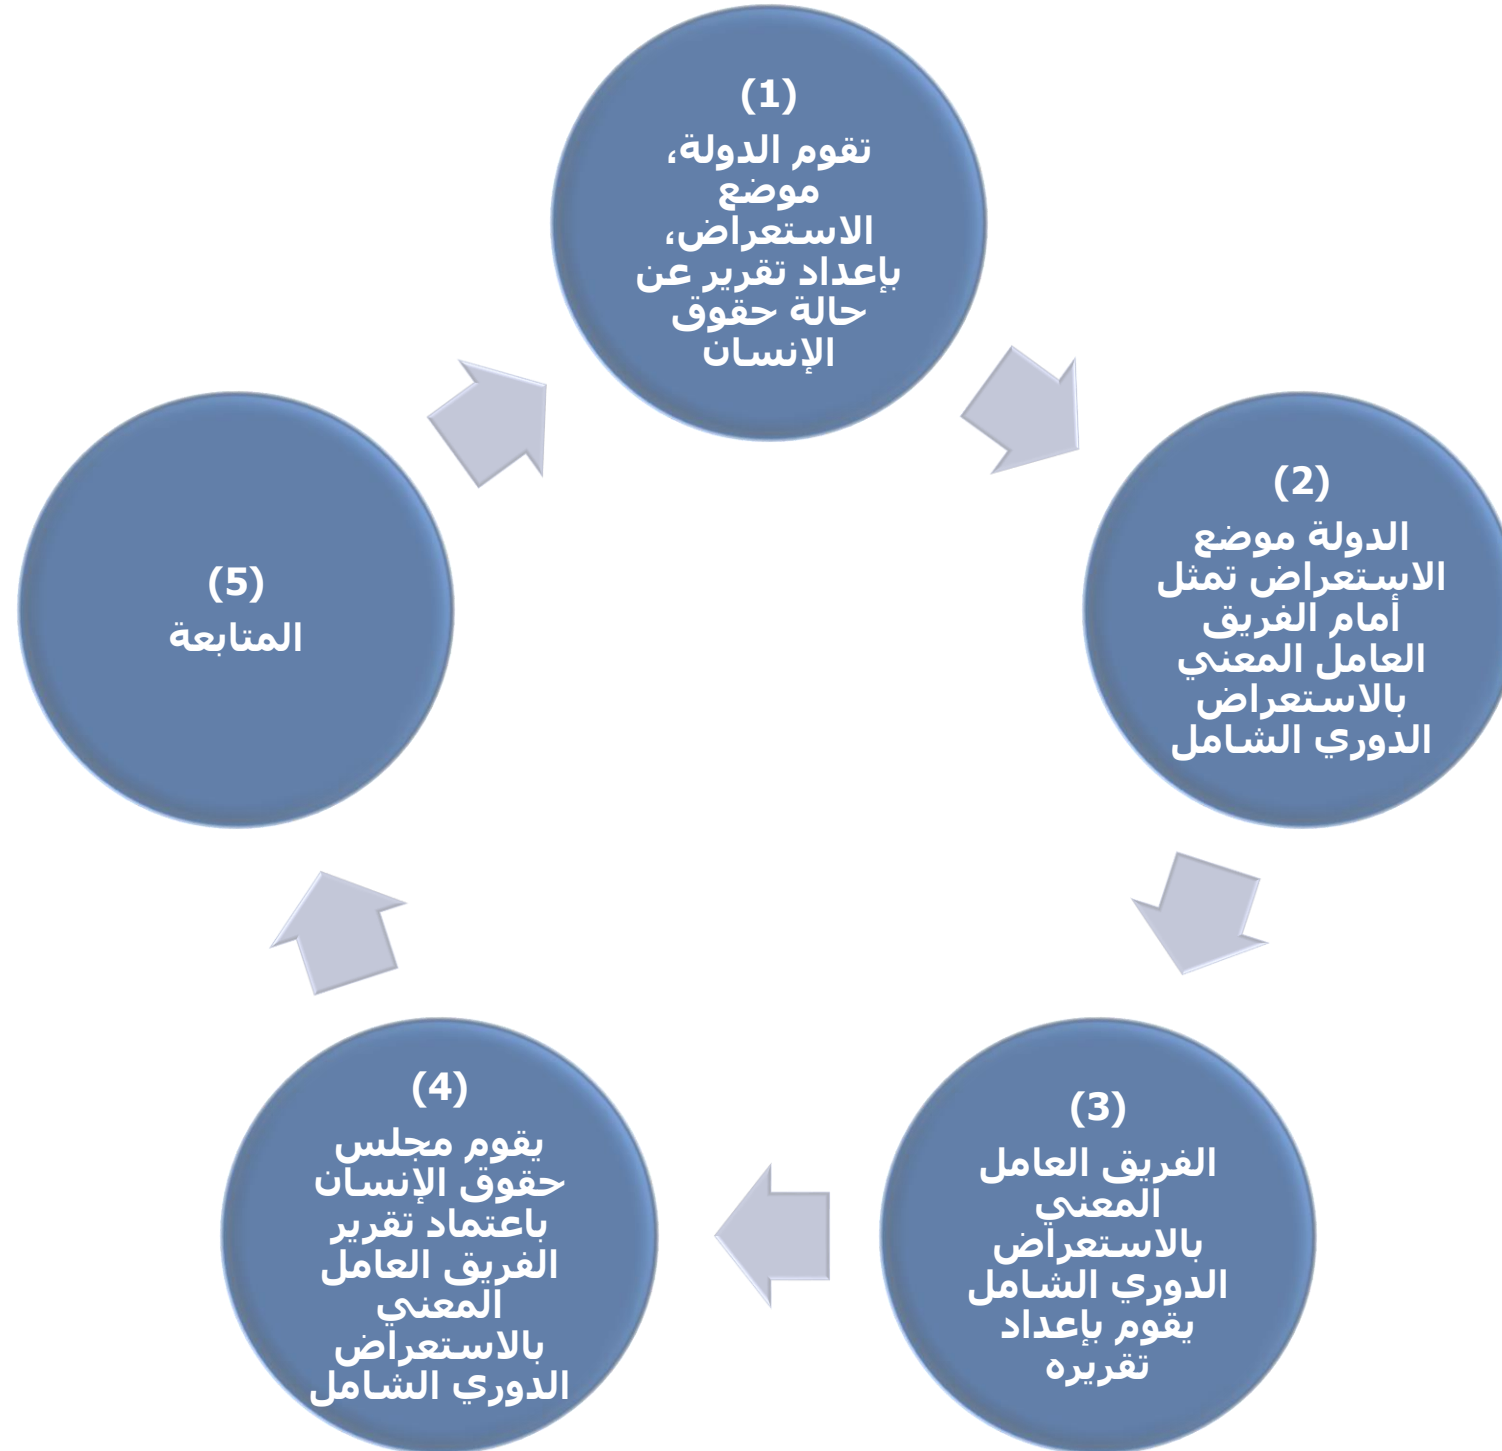 (1)
تقوم الدولة،
موضع
الاستعراض،
بإعداد تقرير عن
حالة حقوق
الإنسان
(2)
الدولة موضع
الاستعراض تمثل
أمام الفريق
العامل المعني
بالاستعراض
الدوري الشامل
(3)
الفريق العامل
المعني
بالاستعراض
الدوري الشامل
يقوم بإعداد
تقريره
(4)
يقوم مجلس
حقوق الإنسان
باعتماد تقرير
الفريق العامل
المعني
بالاستعراض
الدوري الشامل
(5)
المتابعة